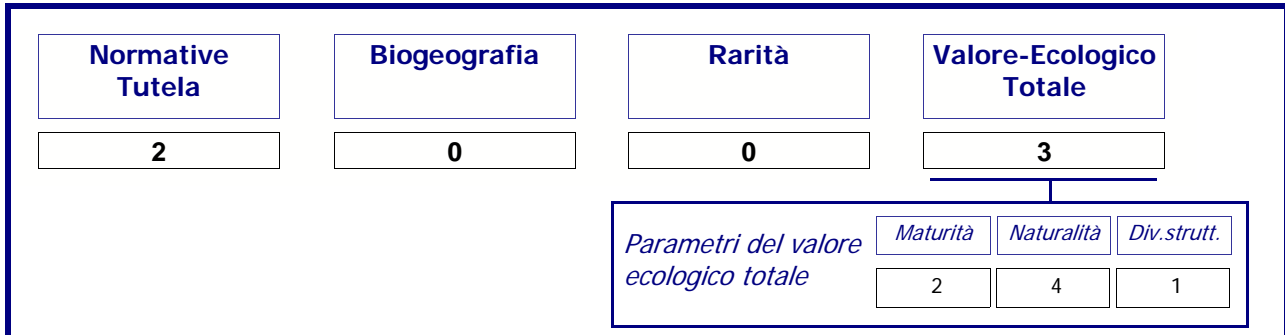 Normative
Tutela
Biogeografia
Rarità
Valore-Ecologico
Totale
2
0
0
3
Parametri del valore
ecologico totale
Maturità
Naturalità
Div.strutt.
2
4
1